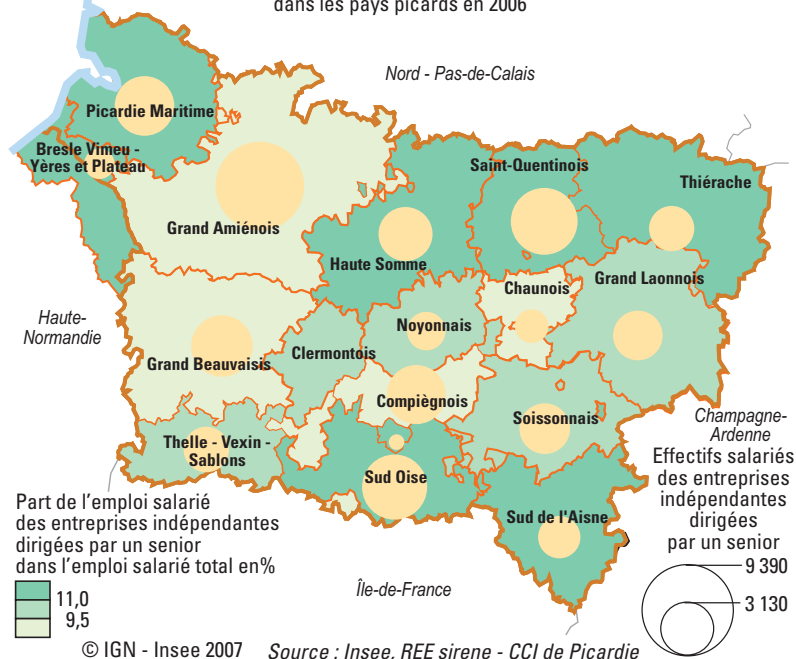 dans les pays picards en 2006
Nord - Pas-de-Calais
Picardie Maritime
Bresle Vimeu -
Yères et Plateau
Saint-Quentinois
Thiérache
Grand Amiénois
Haute Somme
Grand Laonnois
Chaunois
Haute-
Normandie
Noyonnais
Clermontois
Grand Beauvaisis
Compiègnois
Soissonnais
Champagne-
Ardenne
Thelle - Vexin -
Sablons
Sud Oise
Sud de l'Aisne
Effectifs salariés
des entreprises
indépendantes
dirigées
par un senior
9 390
3 130
Part de l'emploi salarié
des entreprises indépendantes
dirigées par un senior
dans l'emploi salarié total en%
11,0
9,5
Île-de-France
© IGN - Insee 2007 Source : Insee, REE sirene - CCI de Picardie